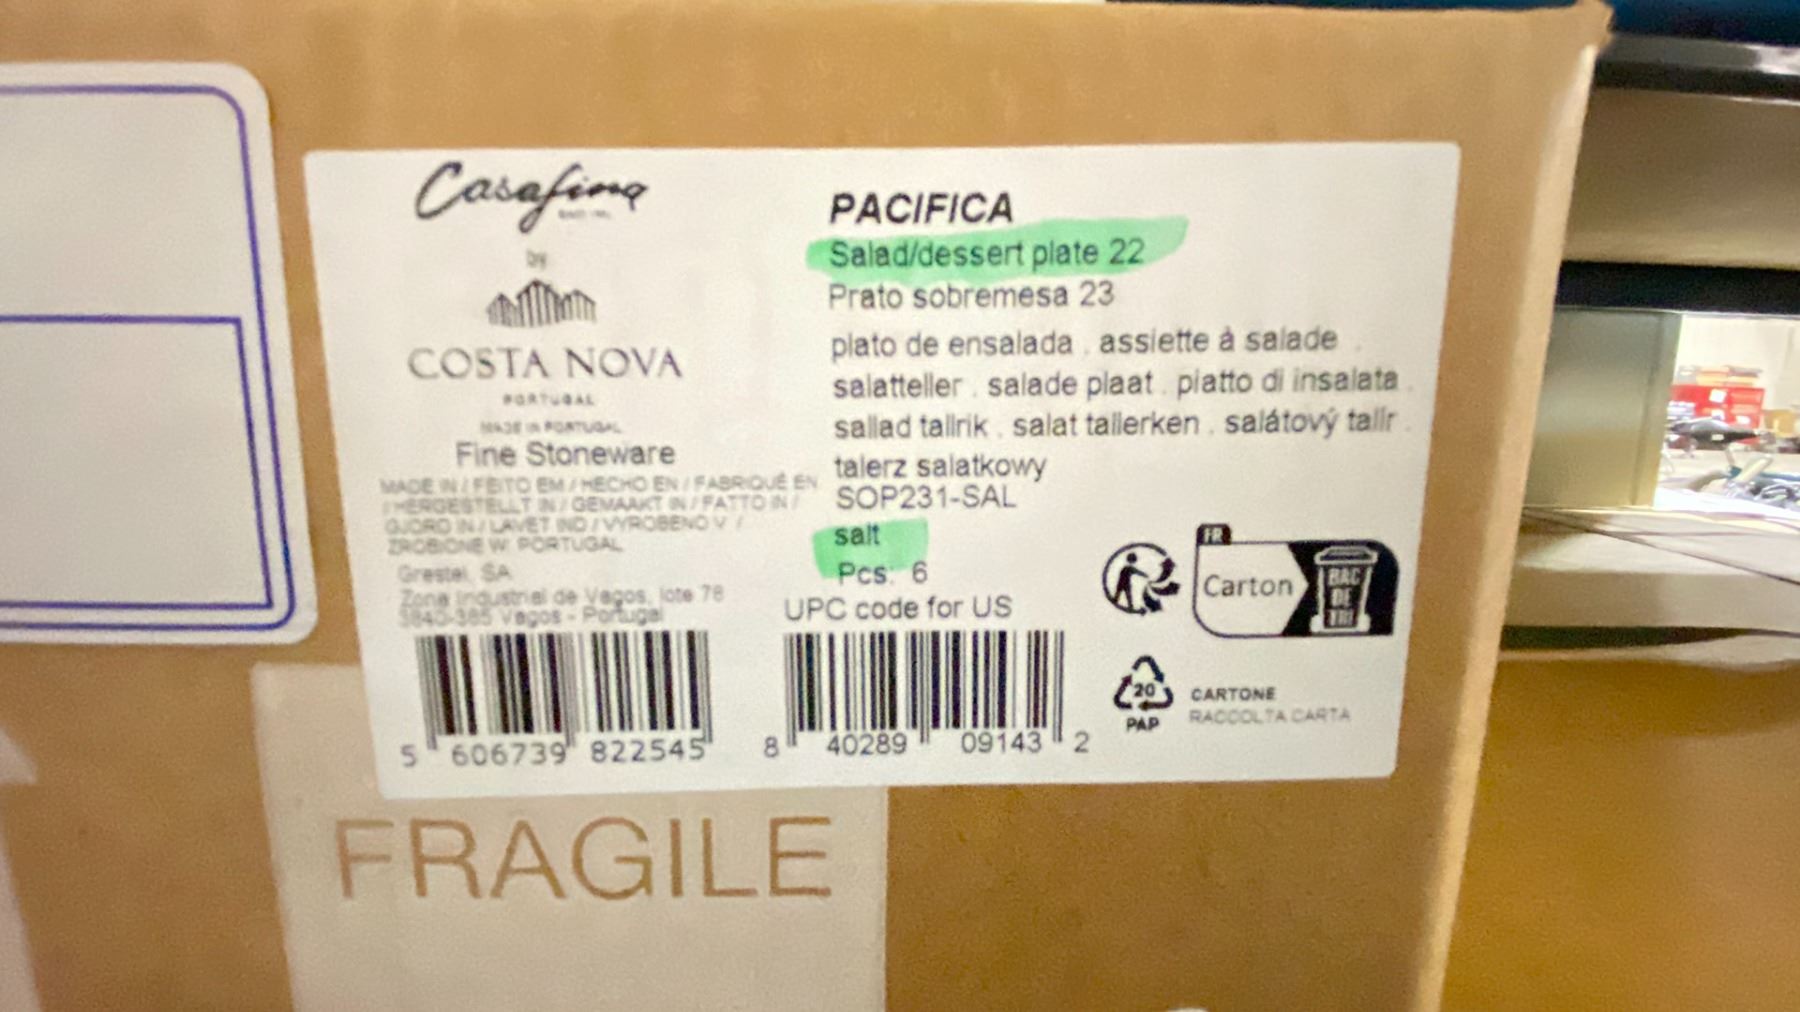 Casafina
by
COSTA NOVA
PORTUGAL
MADE IN PORTUGAL
Fine Stoneware
MADE IN / FEITO EM / HECHO EN / FABRIQUÉ EN
/ HERGESTELLT IN / GEMAAKT IN / FATTO IN /
GJORD IN / LAVET IND / VYROBENO V /
ZROBIONE W: PORTUGAL
Grestel, SA
Zona Industrial de Vagos, lote 78
3840-385 Vagos - Portugal
5 606739 822545
PACIFICA
Salad/dessert plate 22
Prato sobremesa 23
plato de ensalada . assiette à salade .
salatteller . salade plaat . piatto di insalata .
sallad tallrik . salat tallerken . salátový talír .
talerz salatkowy
SOP231-SAL
salt
Pcs. 6
UPC code for US
8 40289 09143 2
FR
Carton
BAC
DE
TRI
20
PAP
CARTONE
RACCOLTA CARTA
FRAGILE